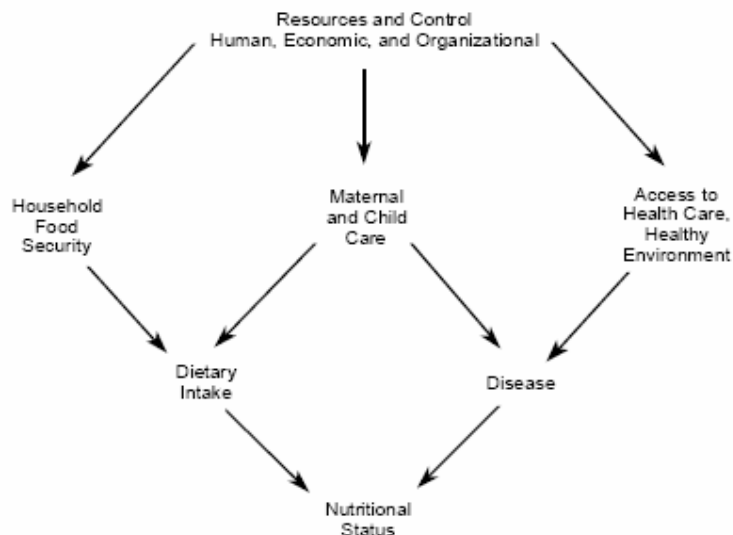 Resources and Control
Human, Economic, and Organizational
Household
Food
Security
Maternal
and Child
Care
Access to
Health Care,
Healthy
Environment
Dietary
Intake
Disease
Nutritional
Status